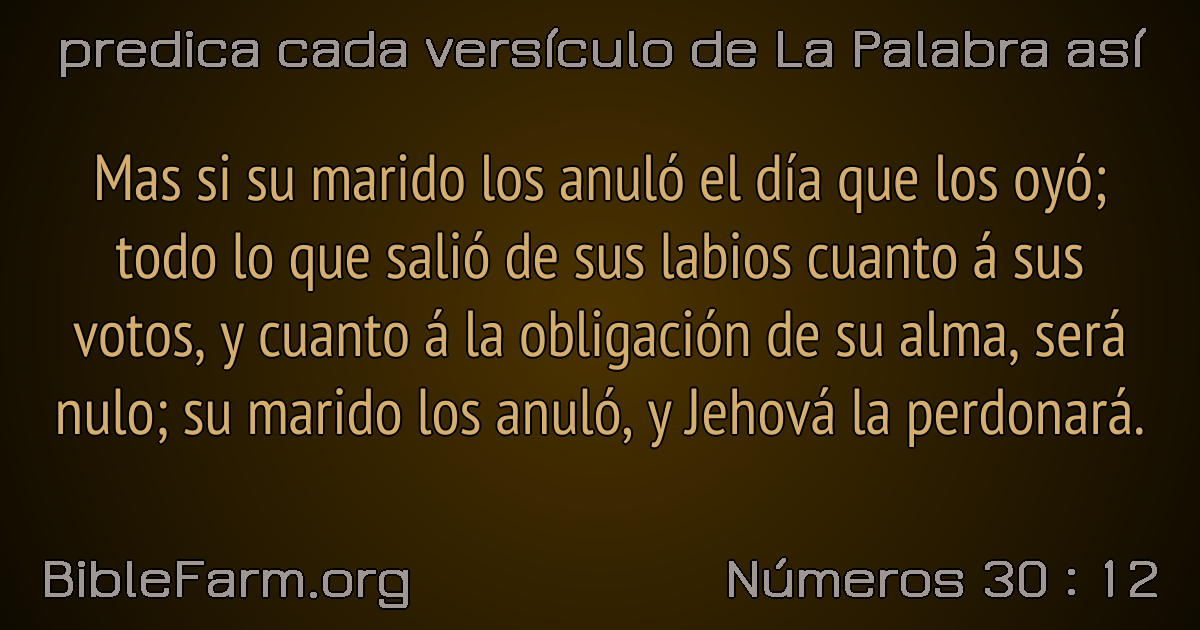 predica cada versículo de La Palabra así
Mas si su marido los anuló el día que los oyó;
todo lo que salió de sus labios cuanto á sus
votos, y cuanto á la obligación de su alma, será
nulo; su marido los anuló, y Jehová la perdonará.
BibleFarm.org
Números 30 : 12